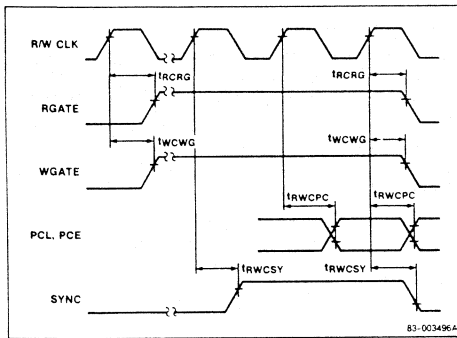 R/W CLK
tRCRG tRCRG
RGATE
tWCWG tWCWG
WGATE
tRWCPC tRWCPC
PCL, PCE
tRWCSY tRWCSY
SYNC
83-003496A